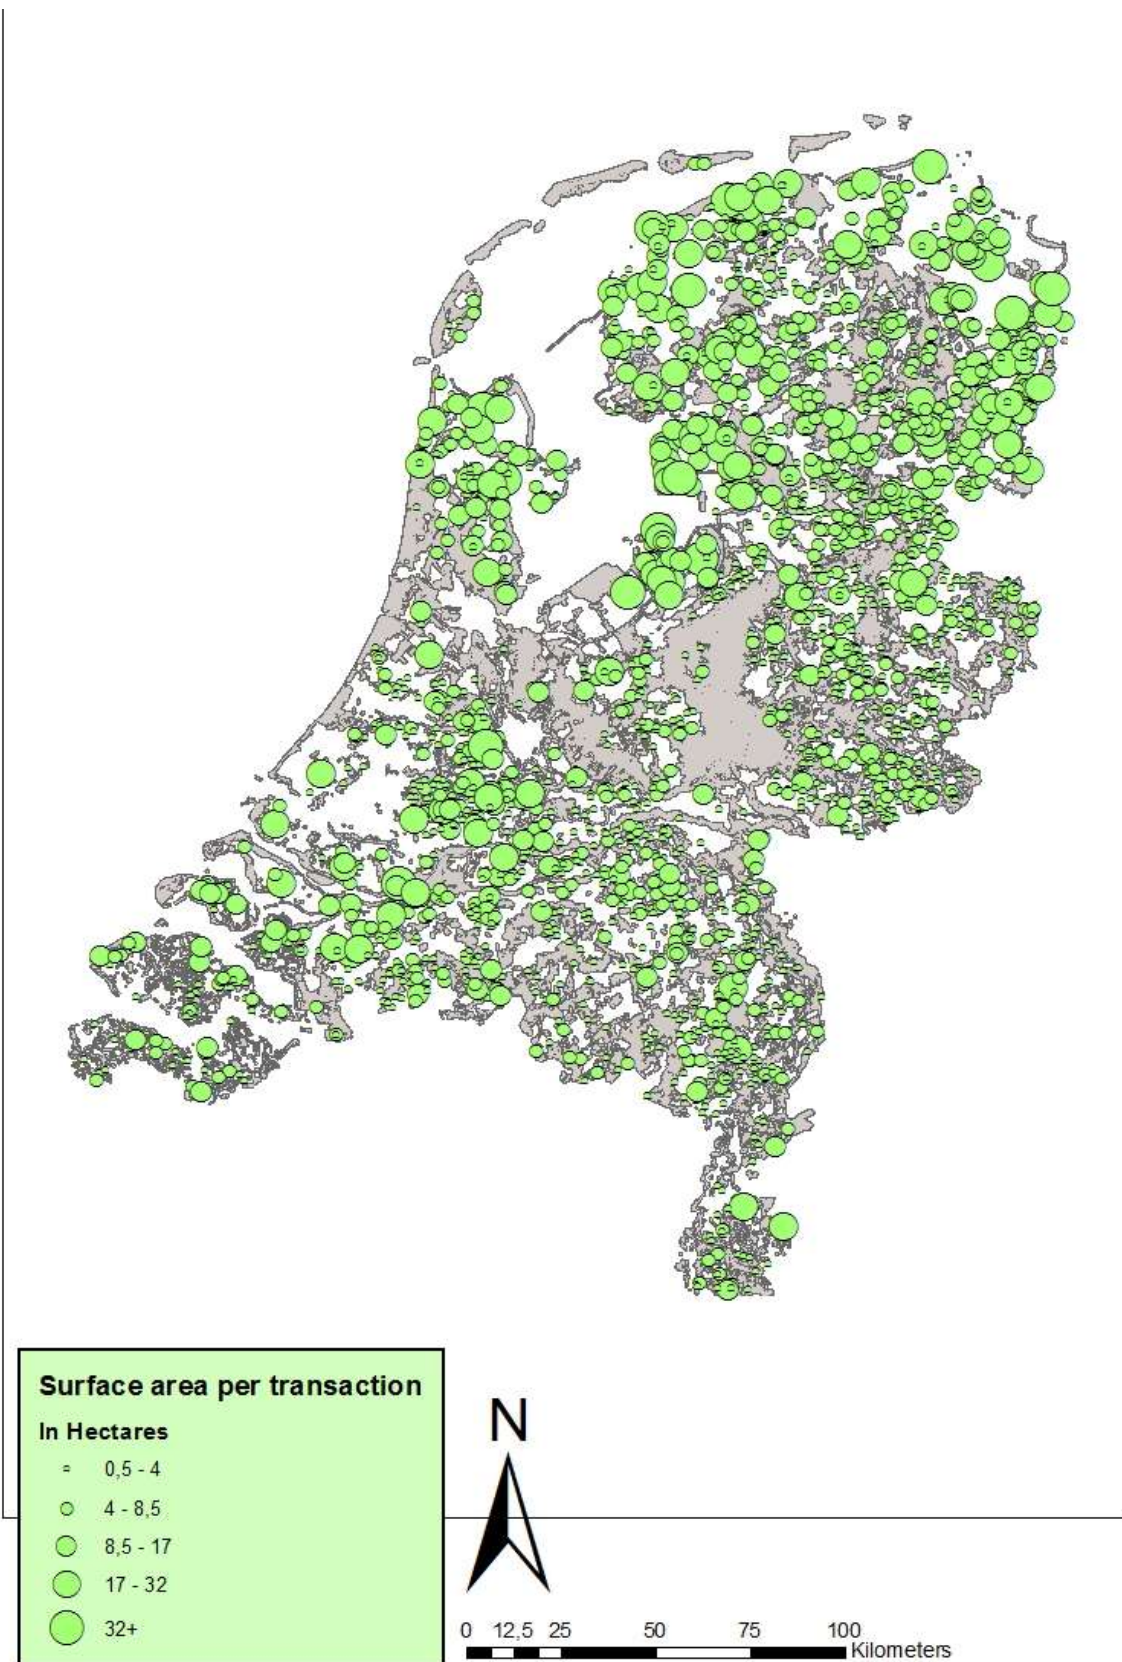 Surface area per transaction
In Hectares
0,5 - 4
4 - 8,5
8,5 - 17
17 - 32
32+
N
0 12,5 25 50 75 100
Kilometers